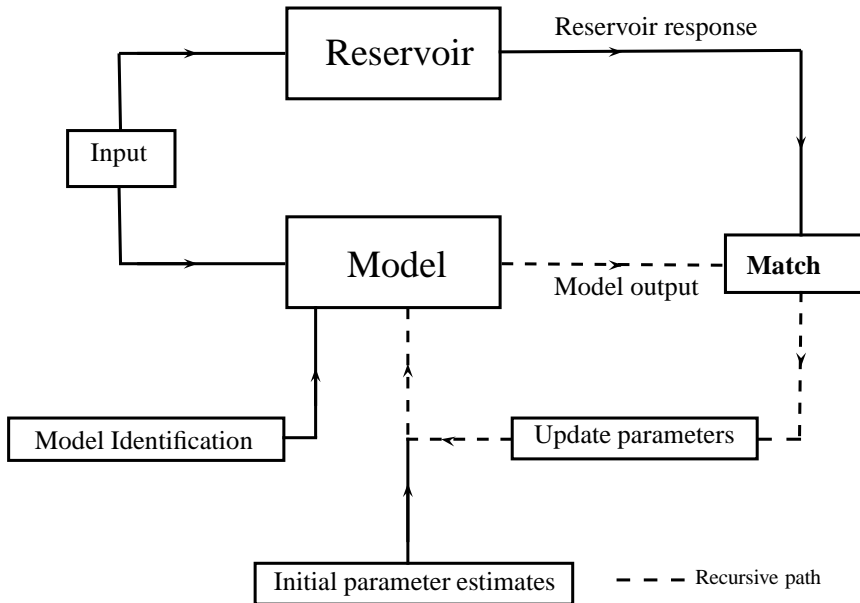 Reservoir response
Reservoir
Input
Model
Match
Model output
Model Identification
Update parameters
Initial parameter estimates
Recursive path